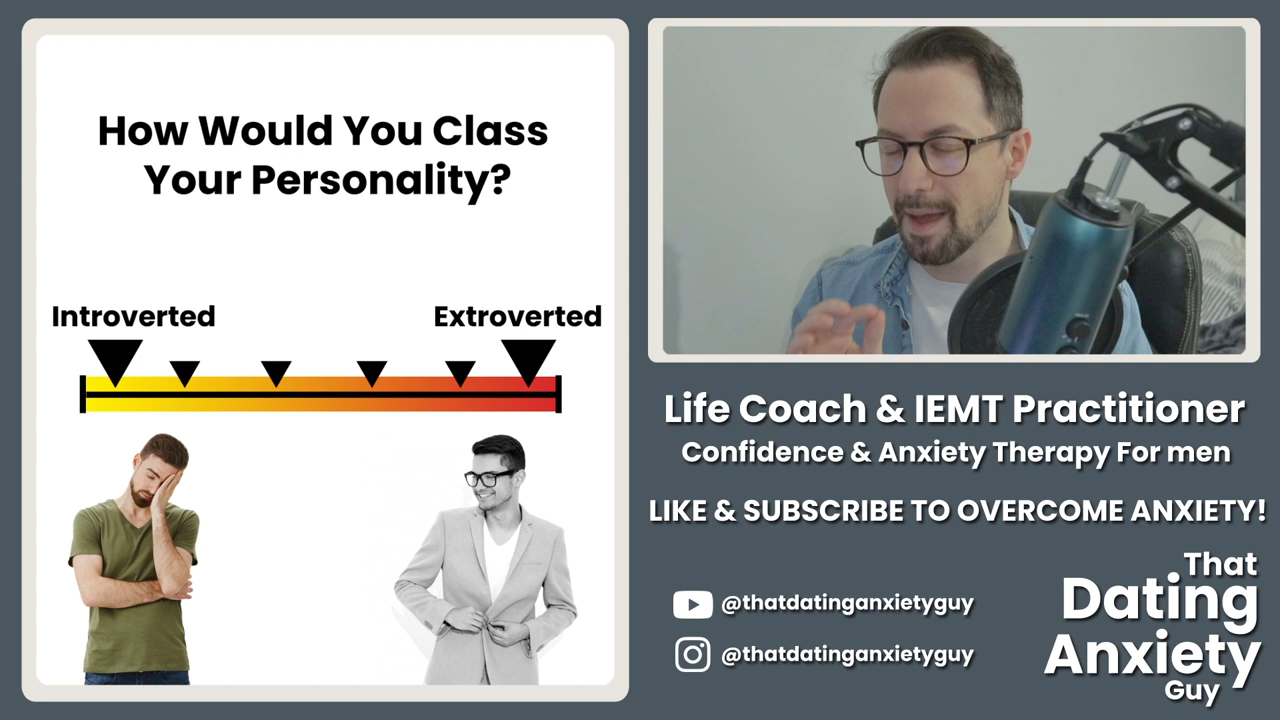 How Would You Class
Your Personality?
Introverted
Extroverted
Life Coach & IEMT Practitioner
Confidence & Anxiety Therapy For men
LIKE & SUBSCRIBE TO OVERCOME ANXIETY!
@thatdatinganxietyguy
@thatdatinganxietyguy
That
Dating
Anxiety
Guy